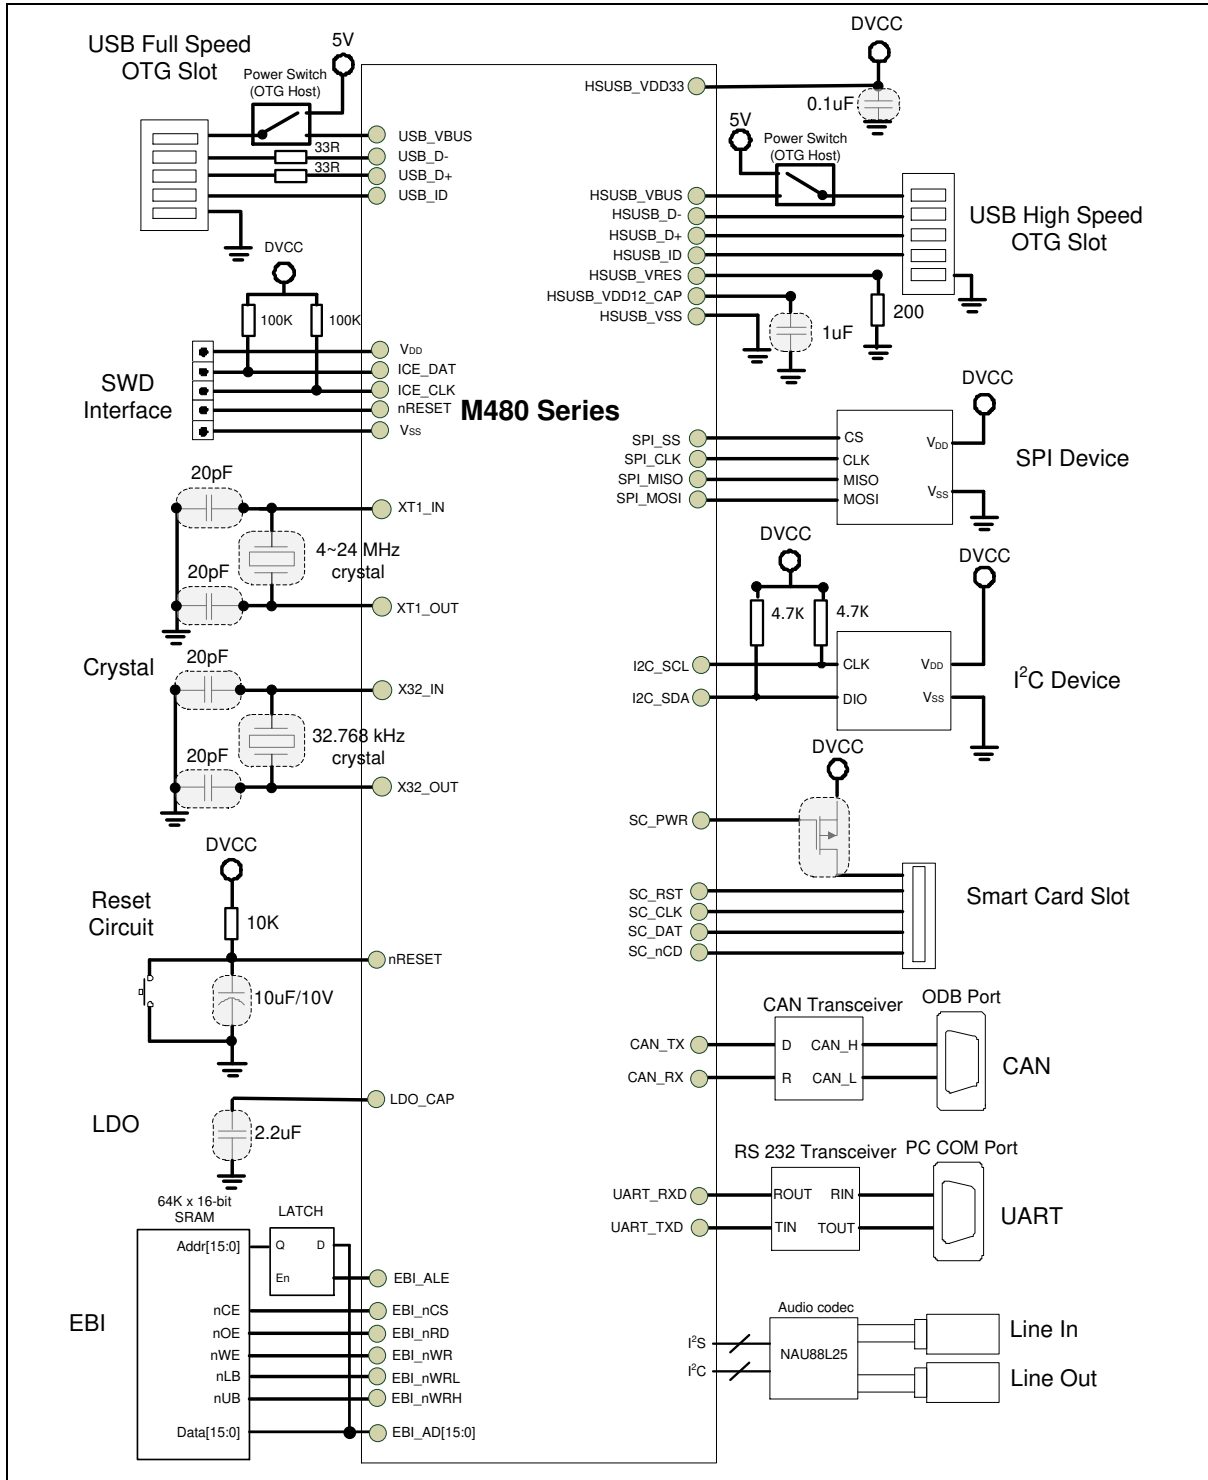 USB Full Speed
OTG Slot
5V
Power Switch
(OTG Host)
33R
33R
USB_VBUS
USB_D-
USB_D+
USB_ID
DVCC
100K
100K
SWD
Interface
VDD
ICE_DAT
ICE_CLK
nRESET
VSS
M480 Series
20pF
XT1_IN
4~24 MHz
crystal
20pF
XT1_OUT
Crystal
20pF
X32_IN
32.768 kHz
crystal
20pF
X32_OUT
DVCC
Reset
Circuit
10K
nRESET
10uF/10V
LDO
LDO_CAP
2.2uF
64K x 16-bit
SRAM
LATCH
Addr[15:0]
Q
D
En
EBI_ALE
EBI
nCE
EBI_nCS
nOE
EBI_nRD
nWE
EBI_nWR
nLB
EBI_nWRL
nUB
EBI_nWRH
Data[15:0]
EBI_AD[15:0]
DVCC
HSUSB_VDD33
0.1uF
5V
Power Switch
(OTG Host)
HSUSB_VBUS
HSUSB_D-
HSUSB_D+
HSUSB_ID
HSUSB_VRES
HSUSB_VDD12_CAP
HSUSB_VSS
USB High Speed
OTG Slot
200
1uF
DVCC
SPI_SS
SPI_CLK
SPI_MISO
SPI_MOSI
CS
CLK
MISO
MOSI
VDD
VSS
SPI Device
DVCC
DVCC
4.7K
4.7K
I2C_SCL
I2C_SDA
CLK
DIO
VDD
VSS
I2C Device
DVCC
SC_PWR
SC_RST
SC_CLK
SC_DAT
SC_nCD
Smart Card Slot
CAN Transceiver
ODB Port
CAN_TX
D
CAN_H
CAN_RX
R
CAN_L
CAN
RS 232 Transceiver
PC COM Port
UART_RXD
ROUT
RIN
UART_TXD
TIN
TOUT
UART
Audio codec
I2S
I2C
NAU88L25
Line In
Line Out